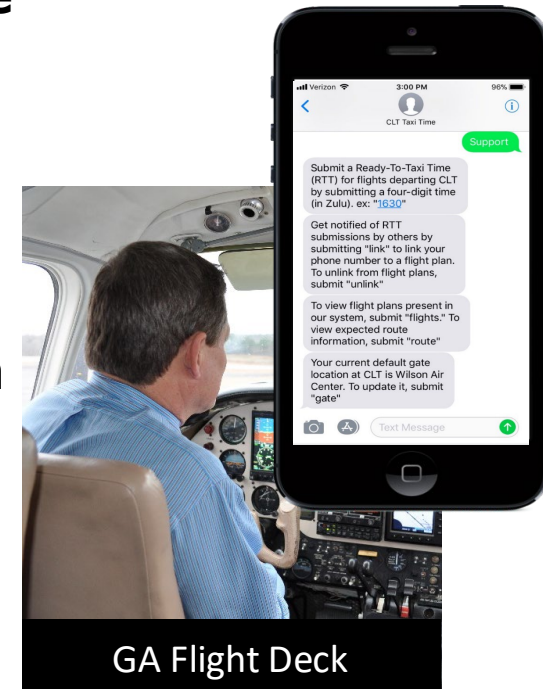 Verizon 3:00 PM 96%
CLT Taxi Time
Support
Submit a Ready-To-Taxi Time
(RTT) for flights departing CLT
by submitting a four-digit time
(in Zulu). ex: "1630"
Get notified of RTT
submissions by others by
submitting "link" to link your
phone number to a flight plan.
To unlink from flight plans,
submit "unlink"
To view flight plans present in
our system, submit "flights." To
view expected route
information, submit "route"
Your current default gate
location at CLT is Wilson Air
Center. To update it, submit
"gate"
Text Message
GA Flight Deck